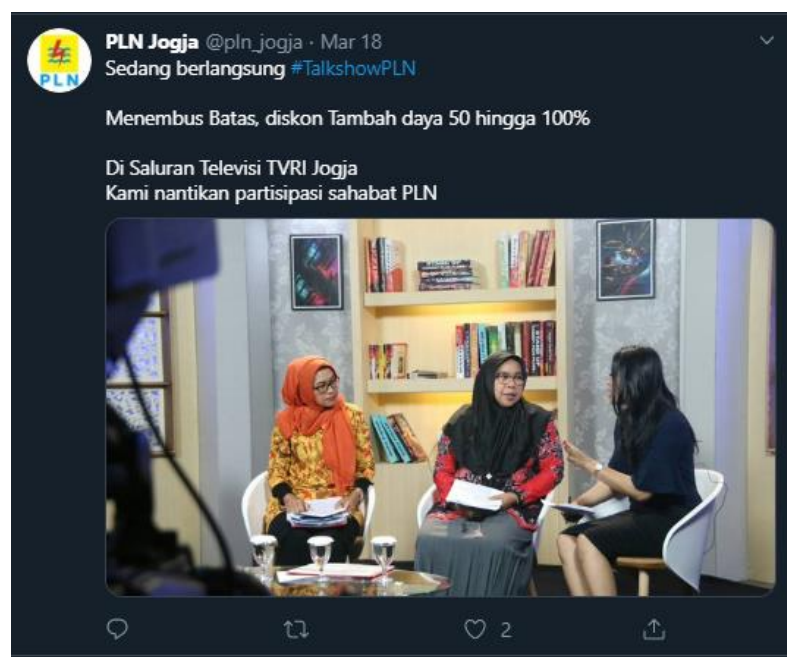 PLN Jogja @pln_jogja · Mar 18
Sedang berlangsung #TalkshowPLN
Menembus Batas, diskon Tambah daya 50 hingga 100%
Di Saluran Televisi TVRI Jogja
Kami nantikan partisipasi sahabat PLN
PLN
2